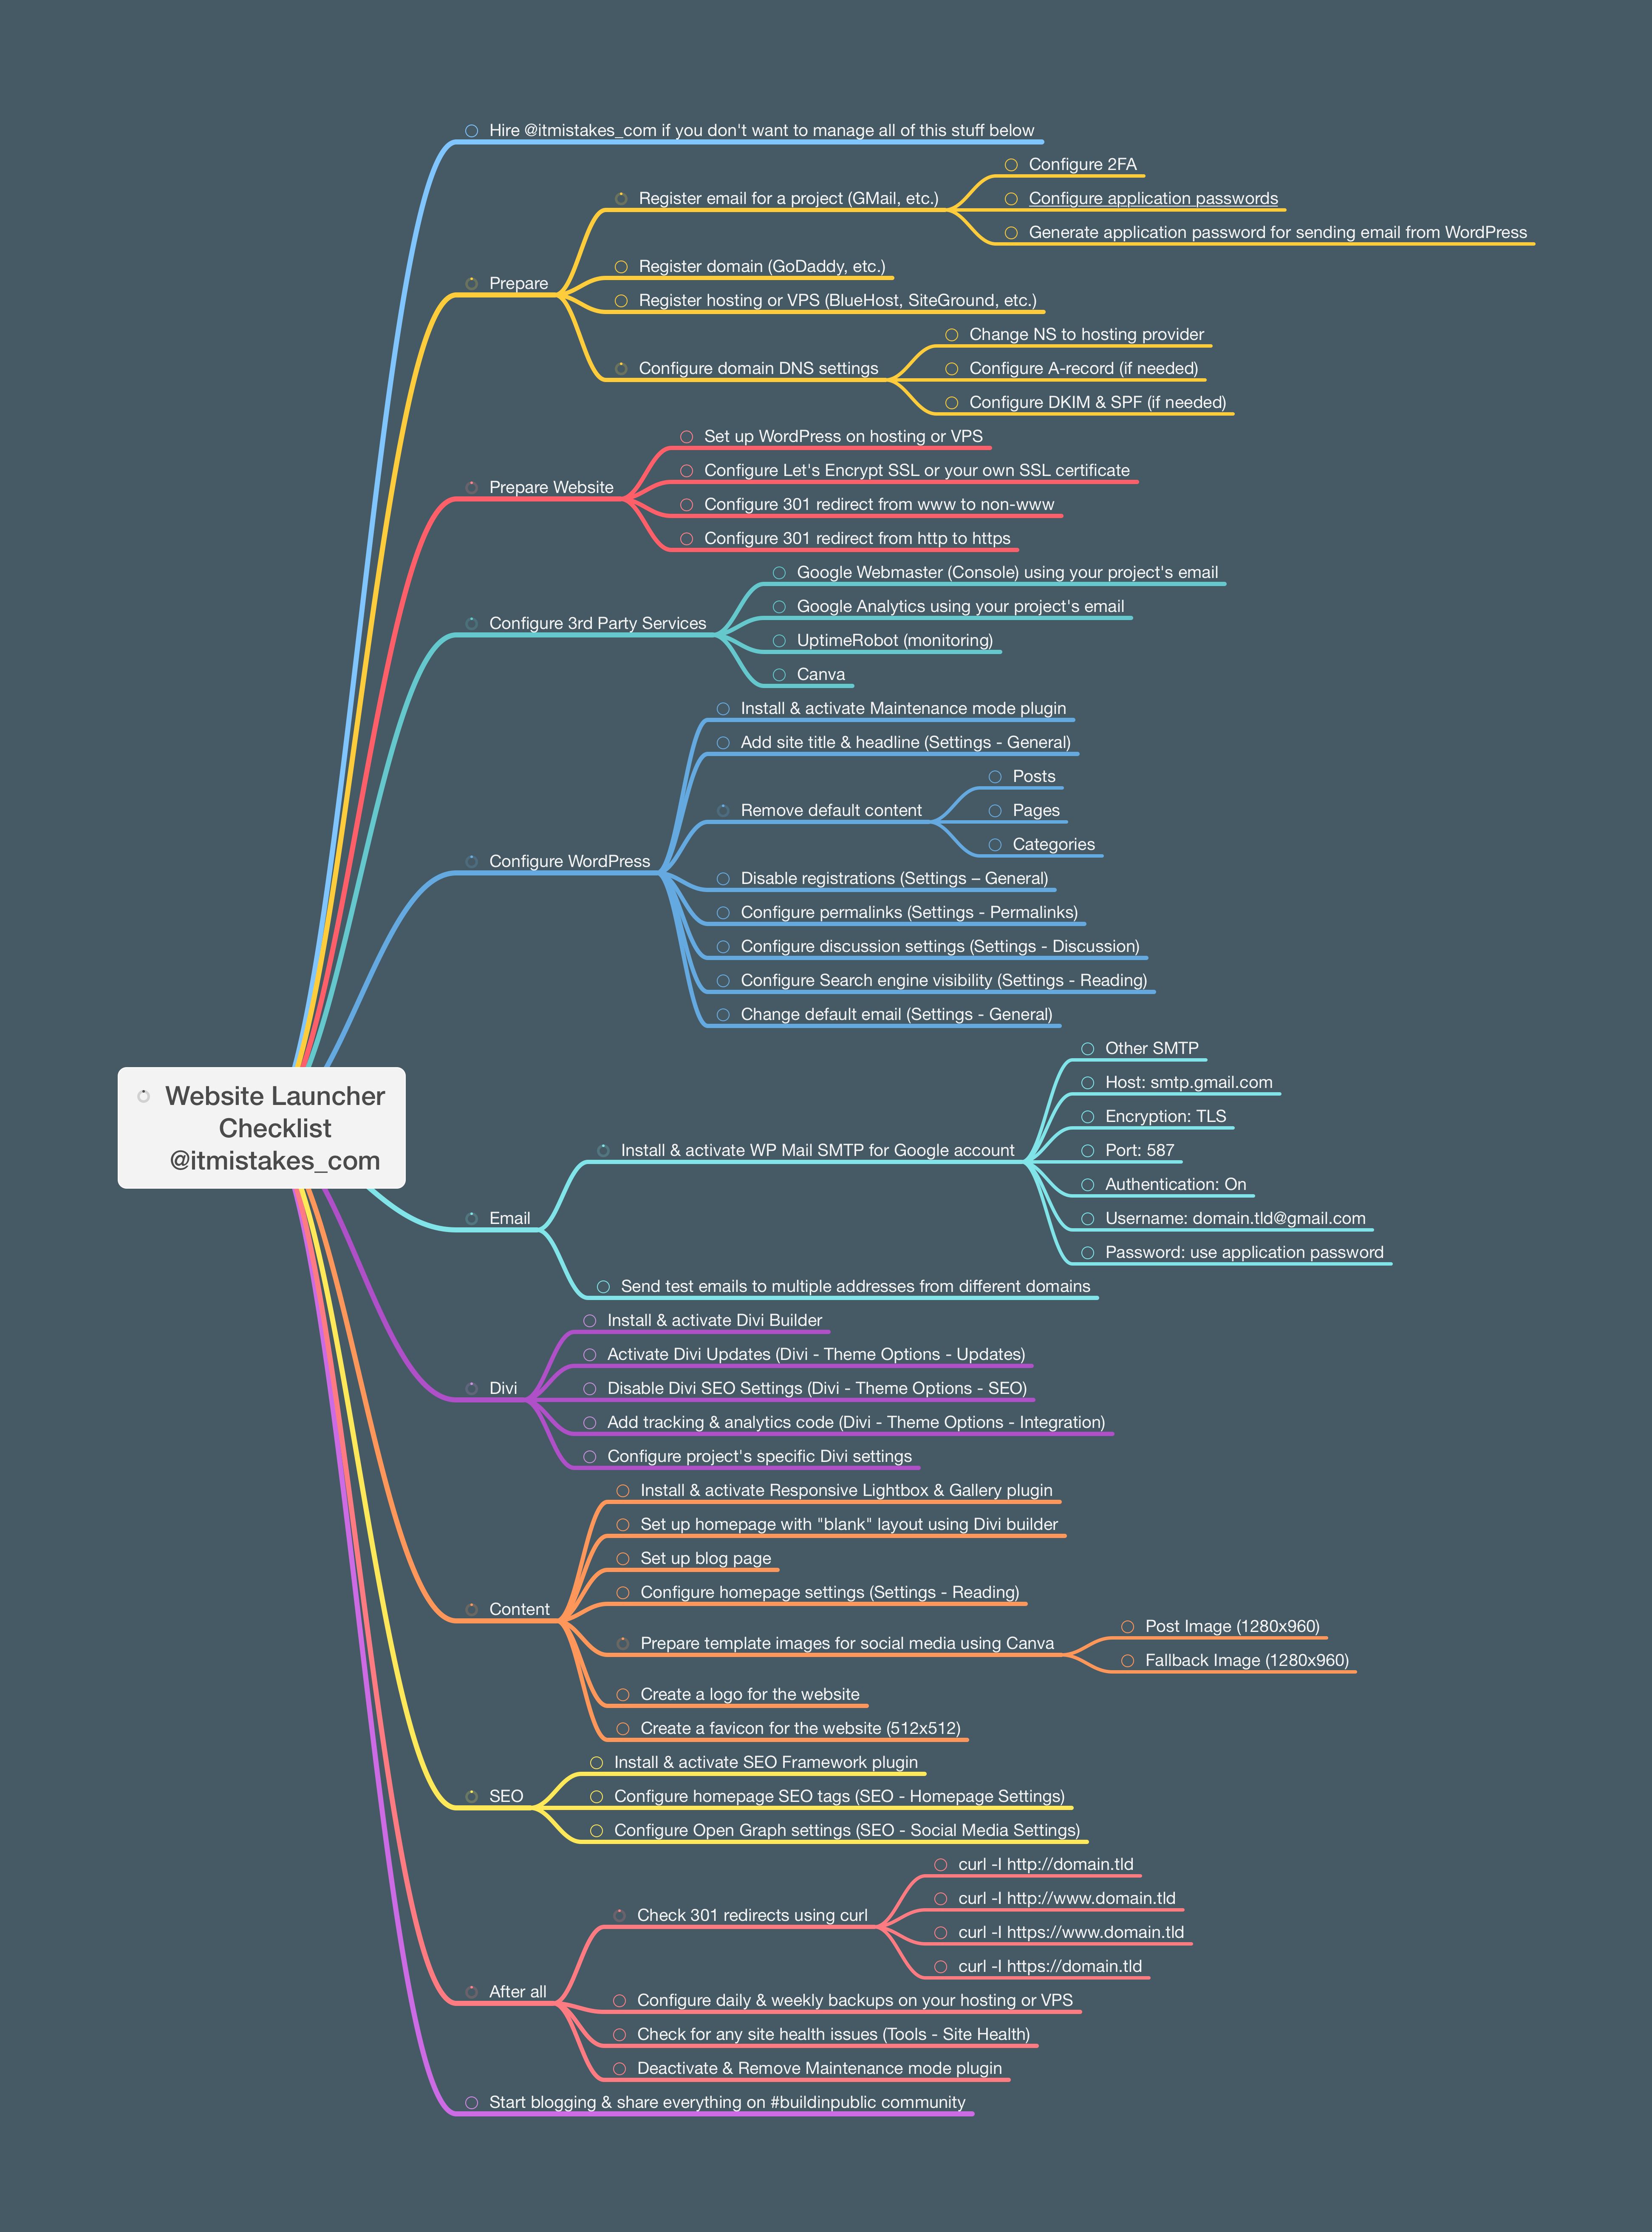 Hire @itmistakes_com if you don't want to manage all of this stuff below
Prepare
Register email for a project (GMail, etc.)
Configure 2FA
Configure application passwords
Generate application password for sending email from WordPress
Register domain (GoDaddy, etc.)
Register hosting or VPS (BlueHost, SiteGround, etc.)
Configure domain DNS settings
Change NS to hosting provider
Configure A-record (if needed)
Configure DKIM & SPF (if needed)
Prepare Website
Set up WordPress on hosting or VPS
Configure Let's Encrypt SSL or your own SSL certificate
Configure 301 redirect from www to non-www
Configure 301 redirect from http to https
Configure 3rd Party Services
Google Webmaster (Console) using your project's email
Google Analytics using your project's email
UptimeRobot (monitoring)
Canva
Configure WordPress
Install & activate Maintenance mode plugin
Add site title & headline (Settings - General)
Remove default content
Posts
Pages
Categories
Disable registrations (Settings – General)
Configure permalinks (Settings - Permalinks)
Configure discussion settings (Settings - Discussion)
Configure Search engine visibility (Settings - Reading)
Change default email (Settings - General)
Website Launcher
Checklist
@itmistakes_com
Email
Install & activate WP Mail SMTP for Google account
Other SMTP
Host: smtp.gmail.com
Encryption: TLS
Port: 587
Authentication: On
Username: domain.tld@gmail.com
Password: use application password
Send test emails to multiple addresses from different domains
Divi
Install & activate Divi Builder
Activate Divi Updates (Divi - Theme Options - Updates)
Disable Divi SEO Settings (Divi - Theme Options - SEO)
Add tracking & analytics code (Divi - Theme Options - Integration)
Configure project's specific Divi settings
Content
Install & activate Responsive Lightbox & Gallery plugin
Set up homepage with "blank" layout using Divi builder
Set up blog page
Configure homepage settings (Settings - Reading)
Prepare template images for social media using Canva
Post Image (1280x960)
Fallback Image (1280x960)
Create a logo for the website
Create a favicon for the website (512x512)
SEO
Install & activate SEO Framework plugin
Configure homepage SEO tags (SEO - Homepage Settings)
Configure Open Graph settings (SEO - Social Media Settings)
After all
Check 301 redirects using curl
curl -I http://domain.tld
curl -I http://www.domain.tld
curl -I https://www.domain.tld
curl -I https://domain.tld
Configure daily & weekly backups on your hosting or VPS
Check for any site health issues (Tools - Site Health)
Deactivate & Remove Maintenance mode plugin
Start blogging & share everything on #buildinpublic community